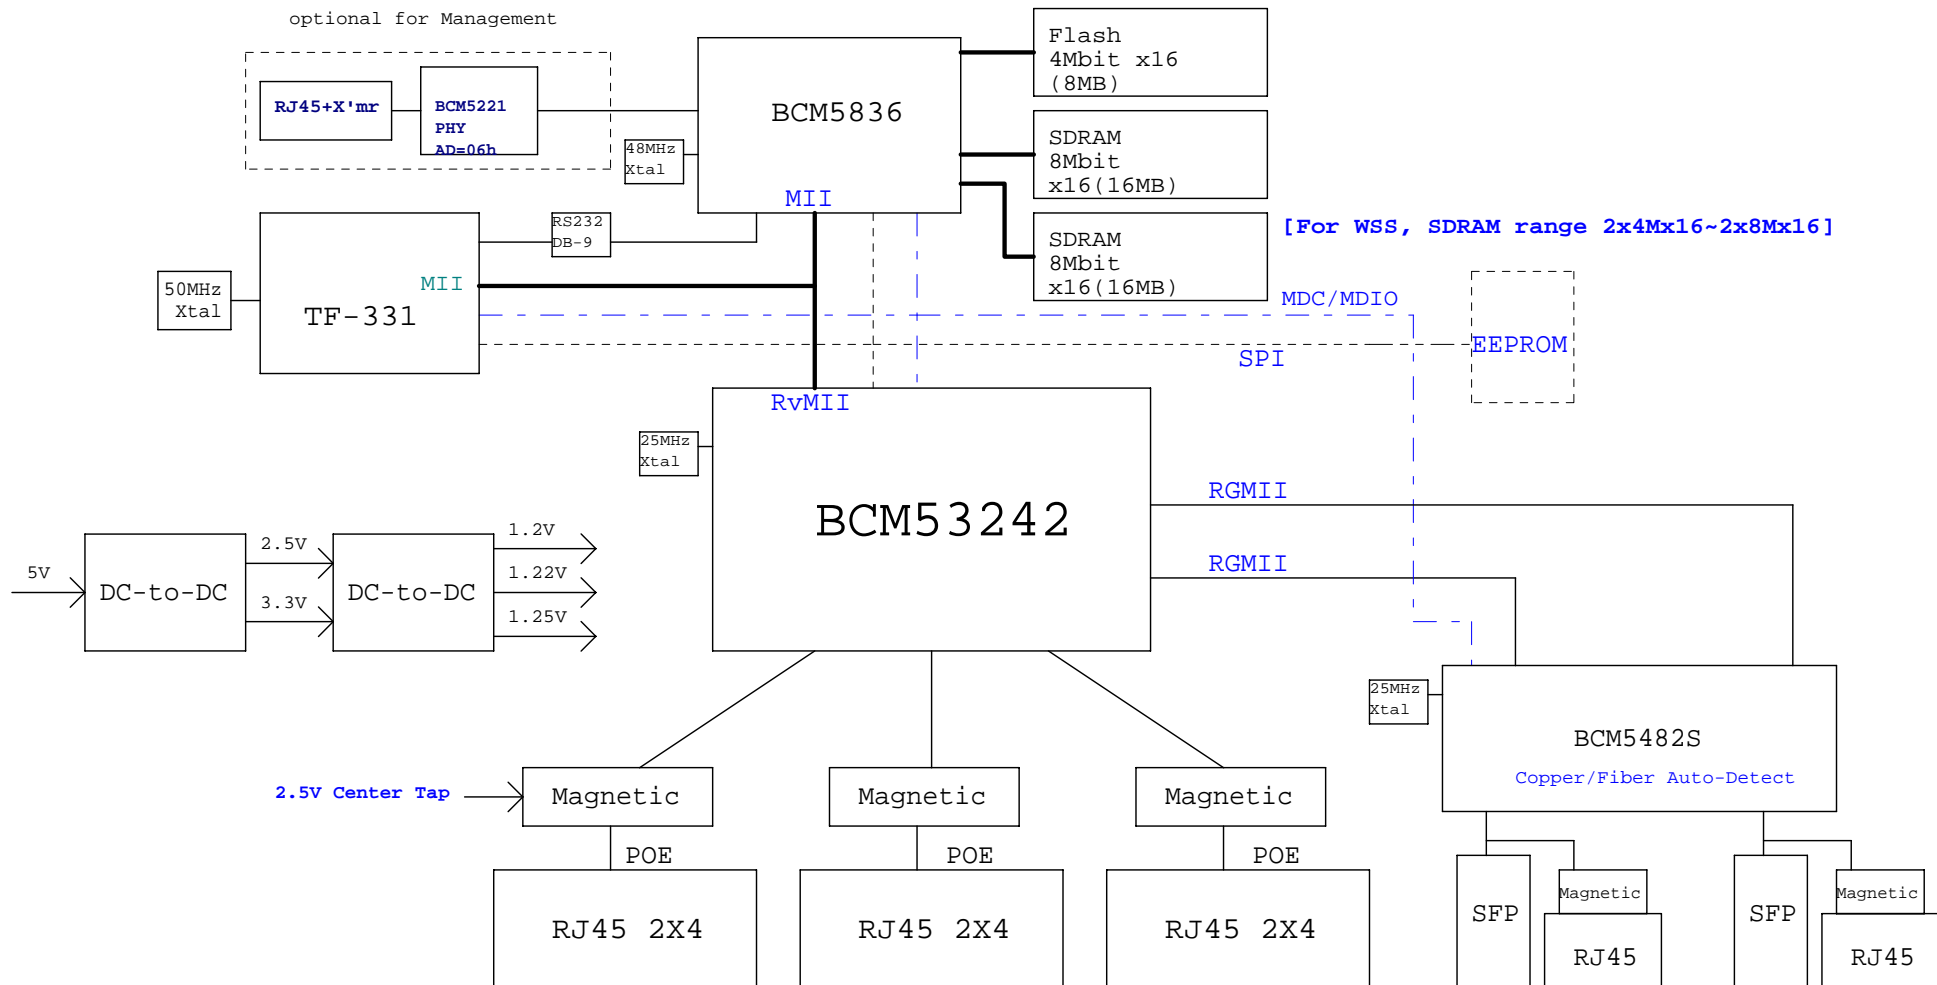 optional for Management
RJ45+X'mr
BCM5221
PHY
AD=06h
BCM5836
MII
48MHz
Xtal
Flash
4Mbit x16
(8MB)
SDRAM
8Mbit
x16(16MB)
SDRAM
8Mbit
x16(16MB)
[For WSS, SDRAM range 2x4Mx16~2x8Mx16]
RS232
DB-9
50MHz
Xtal
MII
TF-331
MDC/MDIO
SPI
EEPROM
RvMII
25MHz
Xtal
BCM53242
RGMII
RGMII
5V
DC-to-DC
2.5V
3.3V
DC-to-DC
1.2V
1.22V
1.25V
25MHz
Xtal
BCM5482S
Copper/Fiber Auto-Detect
2.5V Center Tap
Magnetic
Magnetic
Magnetic
POE
POE
POE
RJ45 2X4
RJ45 2X4
RJ45 2X4
SFP
Magnetic
RJ45
SFP
Magnetic
RJ45